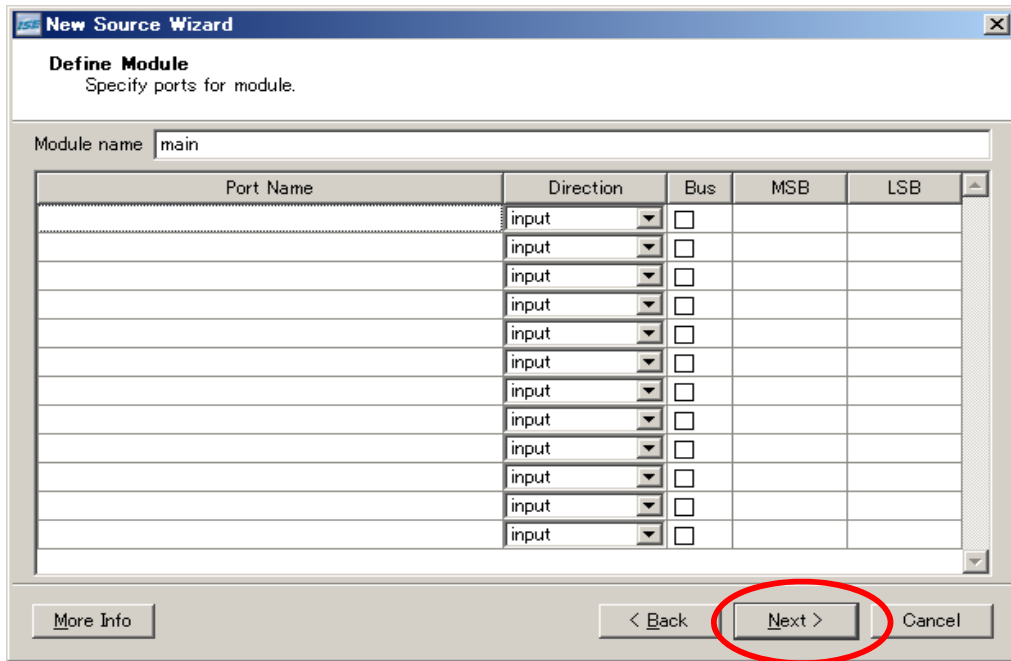 ISE New Source Wizard
Define Module
Specify ports for module.
Module name main
Port Name Direction Bus MSB LSB
input
input
input
input
input
input
input
input
input
input
input
input
More Info < Back Next > Cancel